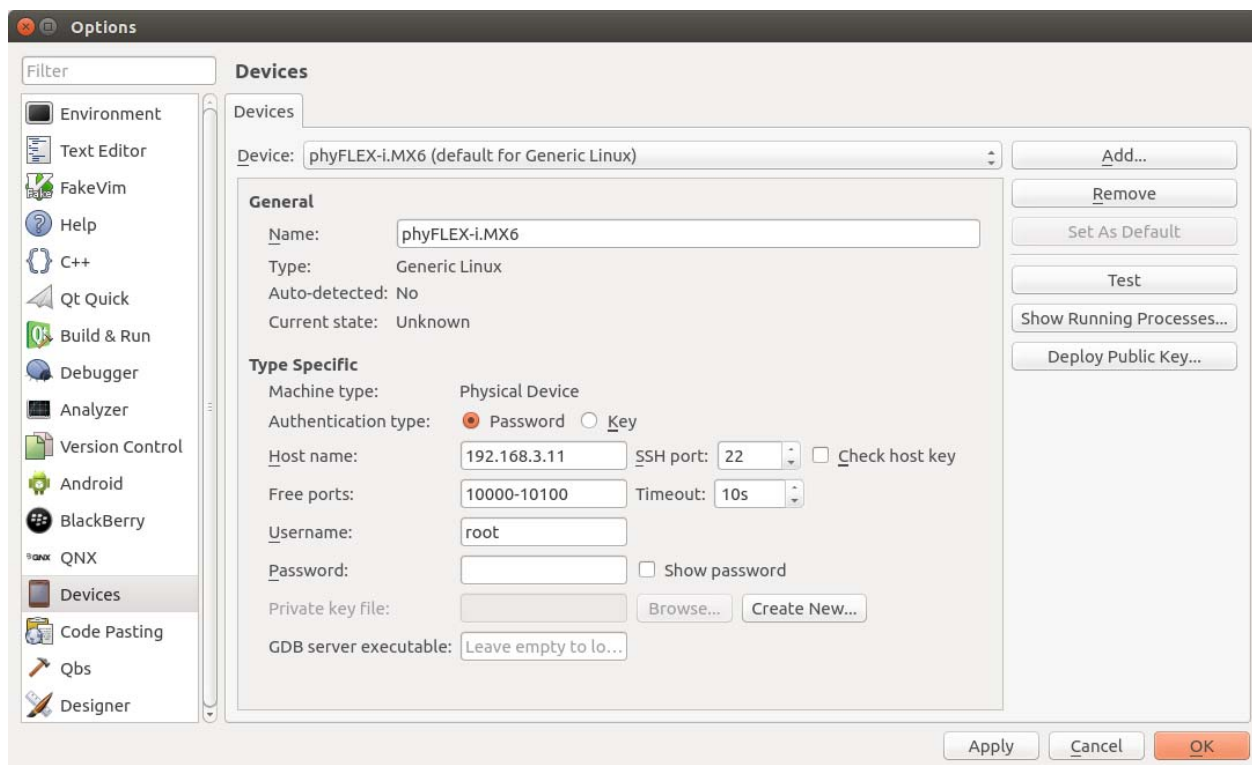 Options
Filter
Environment
Text Editor
FakeVim
Help
C++
Qt Quick
Build & Run
Debugger
Analyzer
Version Control
Android
BlackBerry
QNX
Devices
Code Pasting
Qbs
Designer
Devices
Devices
Device: phyFLEX-i.MX6 (default for Generic Linux)
General
Name: phyFLEX-i.MX6
Type: Generic Linux
Auto-detected: No
Current state: Unknown
Type Specific
Machine type: Physical Device
Authentication type: Password Key
Host name: 192.168.3.11 SSH port: 22 Check host key
Free ports: 10000-10100 Timeout: 10s
Username: root
Password: Show password
Private key file: Browse... Create New...
GDB server executable: Leave empty to lo...
Add...
Remove
Set As Default
Test
Show Running Processes...
Deploy Public Key...
Apply Cancel OK